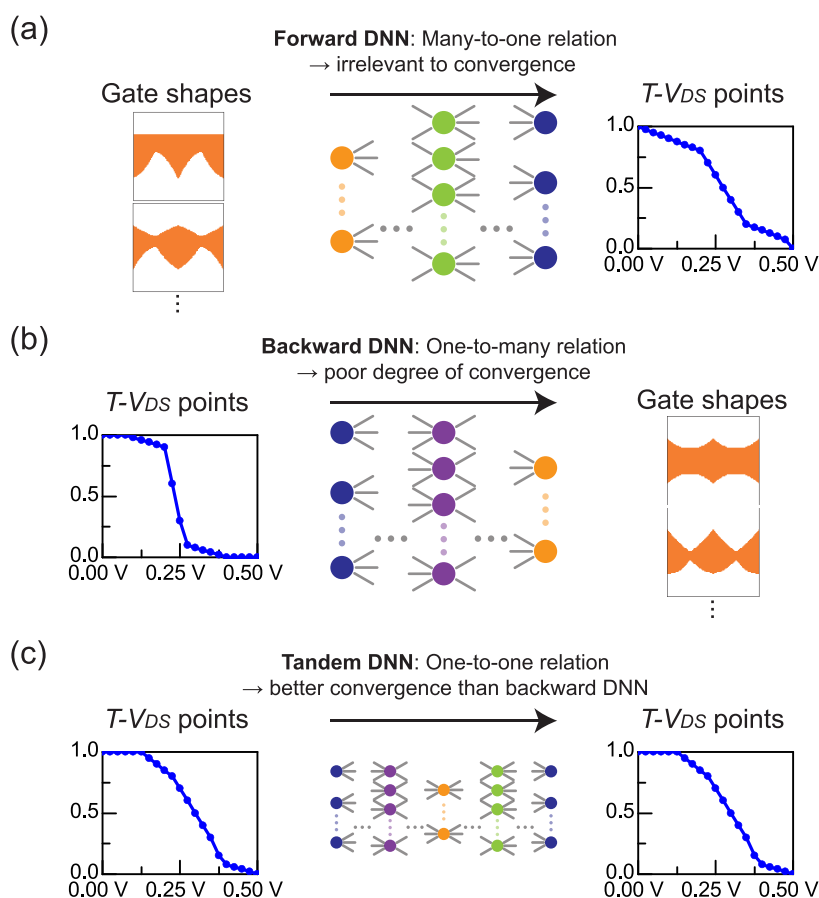 (a)
Forward DNN: Many-to-one relation
→ irrelevant to convergence
Gate shapes
T-VDS points
1.0
0.5
0.0
0.00 V 0.25 V 0.50 V
(b)
Backward DNN: One-to-many relation
→ poor degree of convergence
T-VDS points
Gate shapes
1.0
0.5
0.0
0.00 V 0.25 V 0.50 V
(c)
Tandem DNN: One-to-one relation
→ better convergence than backward DNN
T-VDS points
T-VDS points
1.0
0.5
0.0
0.00 V 0.25 V 0.50 V
1.0
0.5
0.0
0.00 V 0.25 V 0.50 V